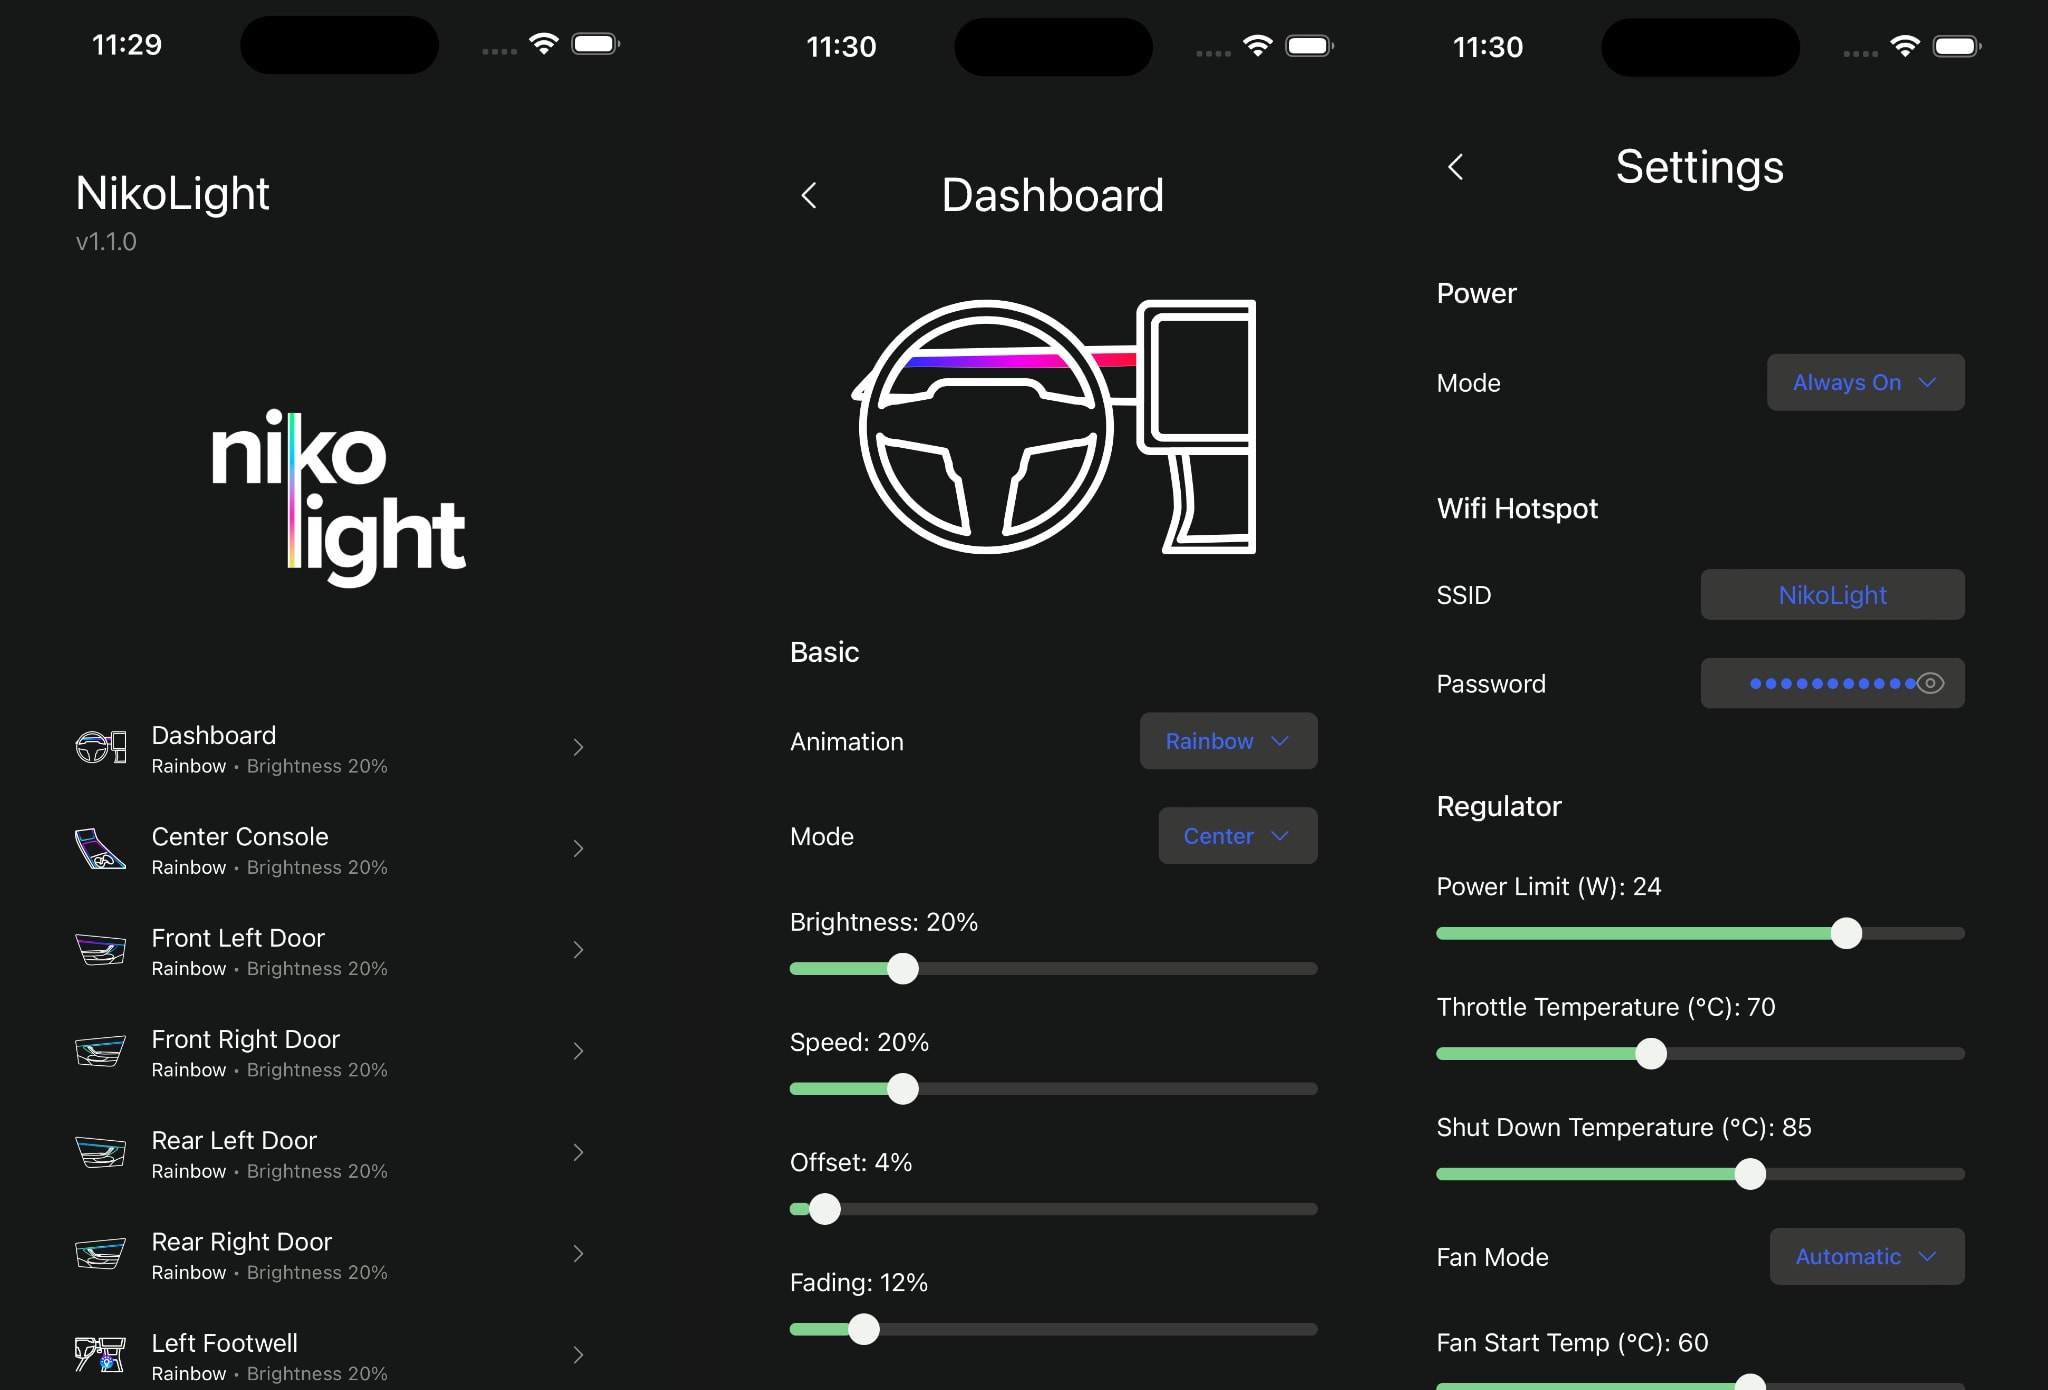 11:29
NikoLight
v1.1.0
niko
light
Dashboard
Rainbow • Brightness 20%
Center Console
Rainbow • Brightness 20%
Front Left Door
Rainbow • Brightness 20%
Front Right Door
Rainbow • Brightness 20%
Rear Left Door
Rainbow • Brightness 20%
Rear Right Door
Rainbow • Brightness 20%
Left Footwell
Rainbow • Brightness 20%
11:30
Dashboard
Basic
Animation Rainbow
Mode Center
Brightness: 20%
Speed: 20%
Offset: 4%
Fading: 12%
11:30
Settings
Power
Mode Always On
Wifi Hotspot
SSID NikoLight
Password •••••••••••
Regulator
Power Limit (W): 24
Throttle Temperature (°C): 70
Shut Down Temperature (°C): 85
Fan Mode Automatic
Fan Start Temp (°C): 60